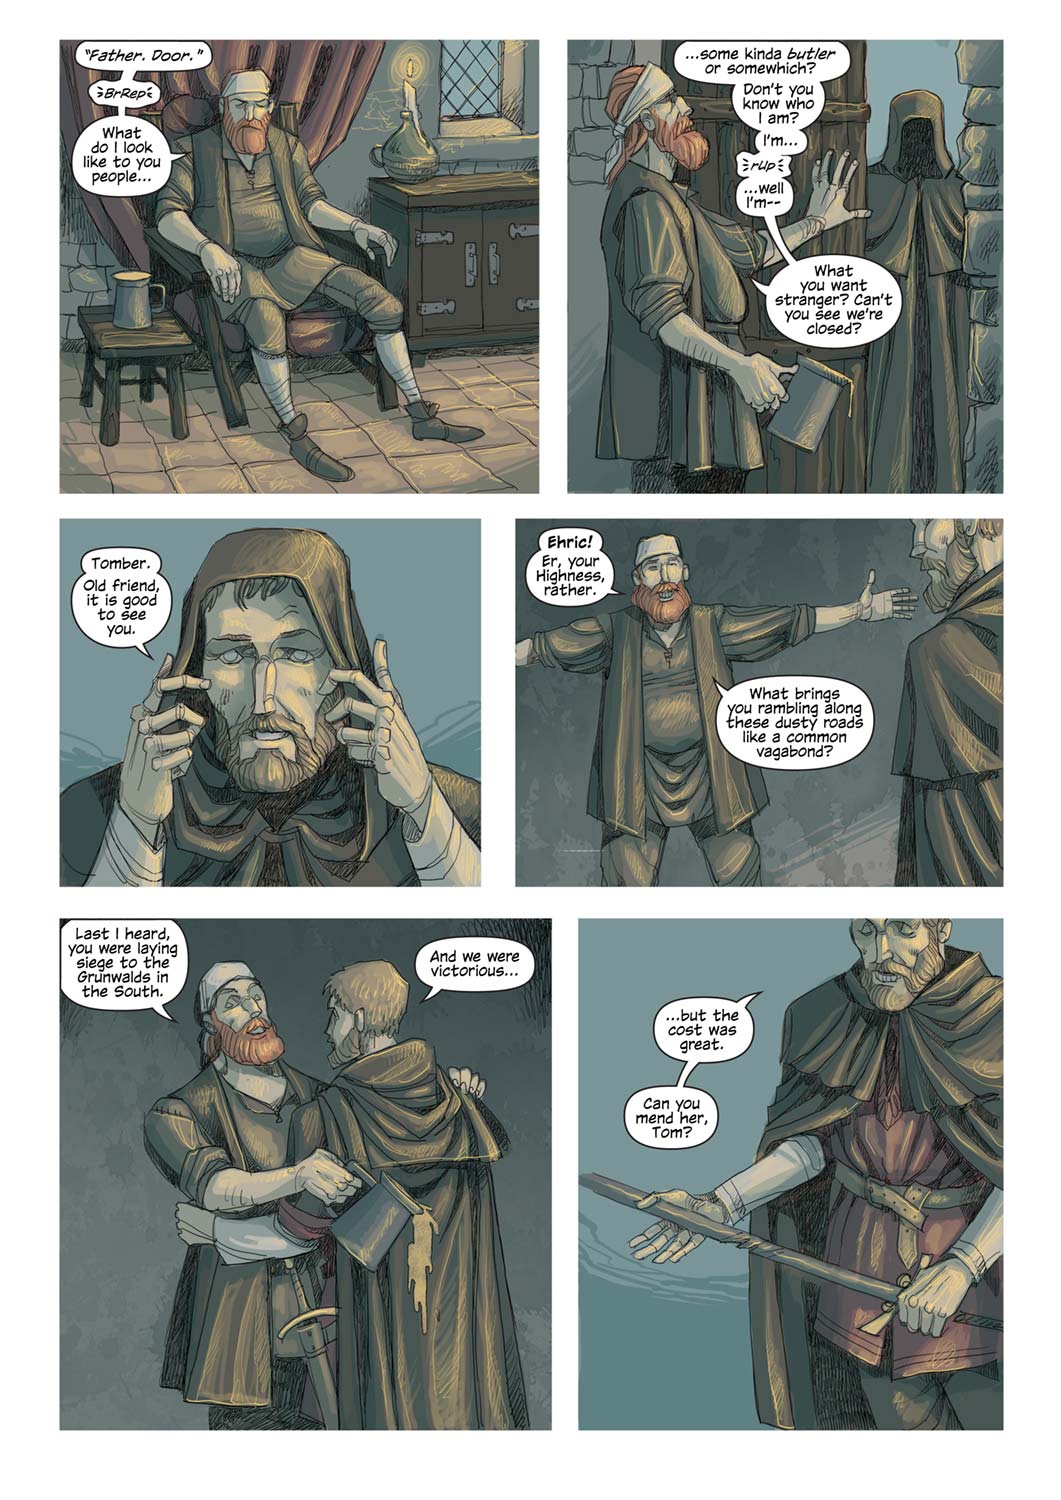 "Father. Door."
BrRep
What
do I look
like to you
people...
...some kinda butler
or somewhich?
Don't you
know who
I am?
I'm...
rUp
...well
I'm--
What
you want
stranger? Can't
you see we're
closed?
Tomber.
Old friend,
it is good
to see
you.
Ehric!
Er, your
Highness,
rather.
What brings
you rambling along
these dusty roads
like a common
vagabond?
Last I heard,
you were laying
siege to the
Grunwalds in
the South.
And we were
victorious...
...but the
cost was
great.
Can you
mend her,
Tom?